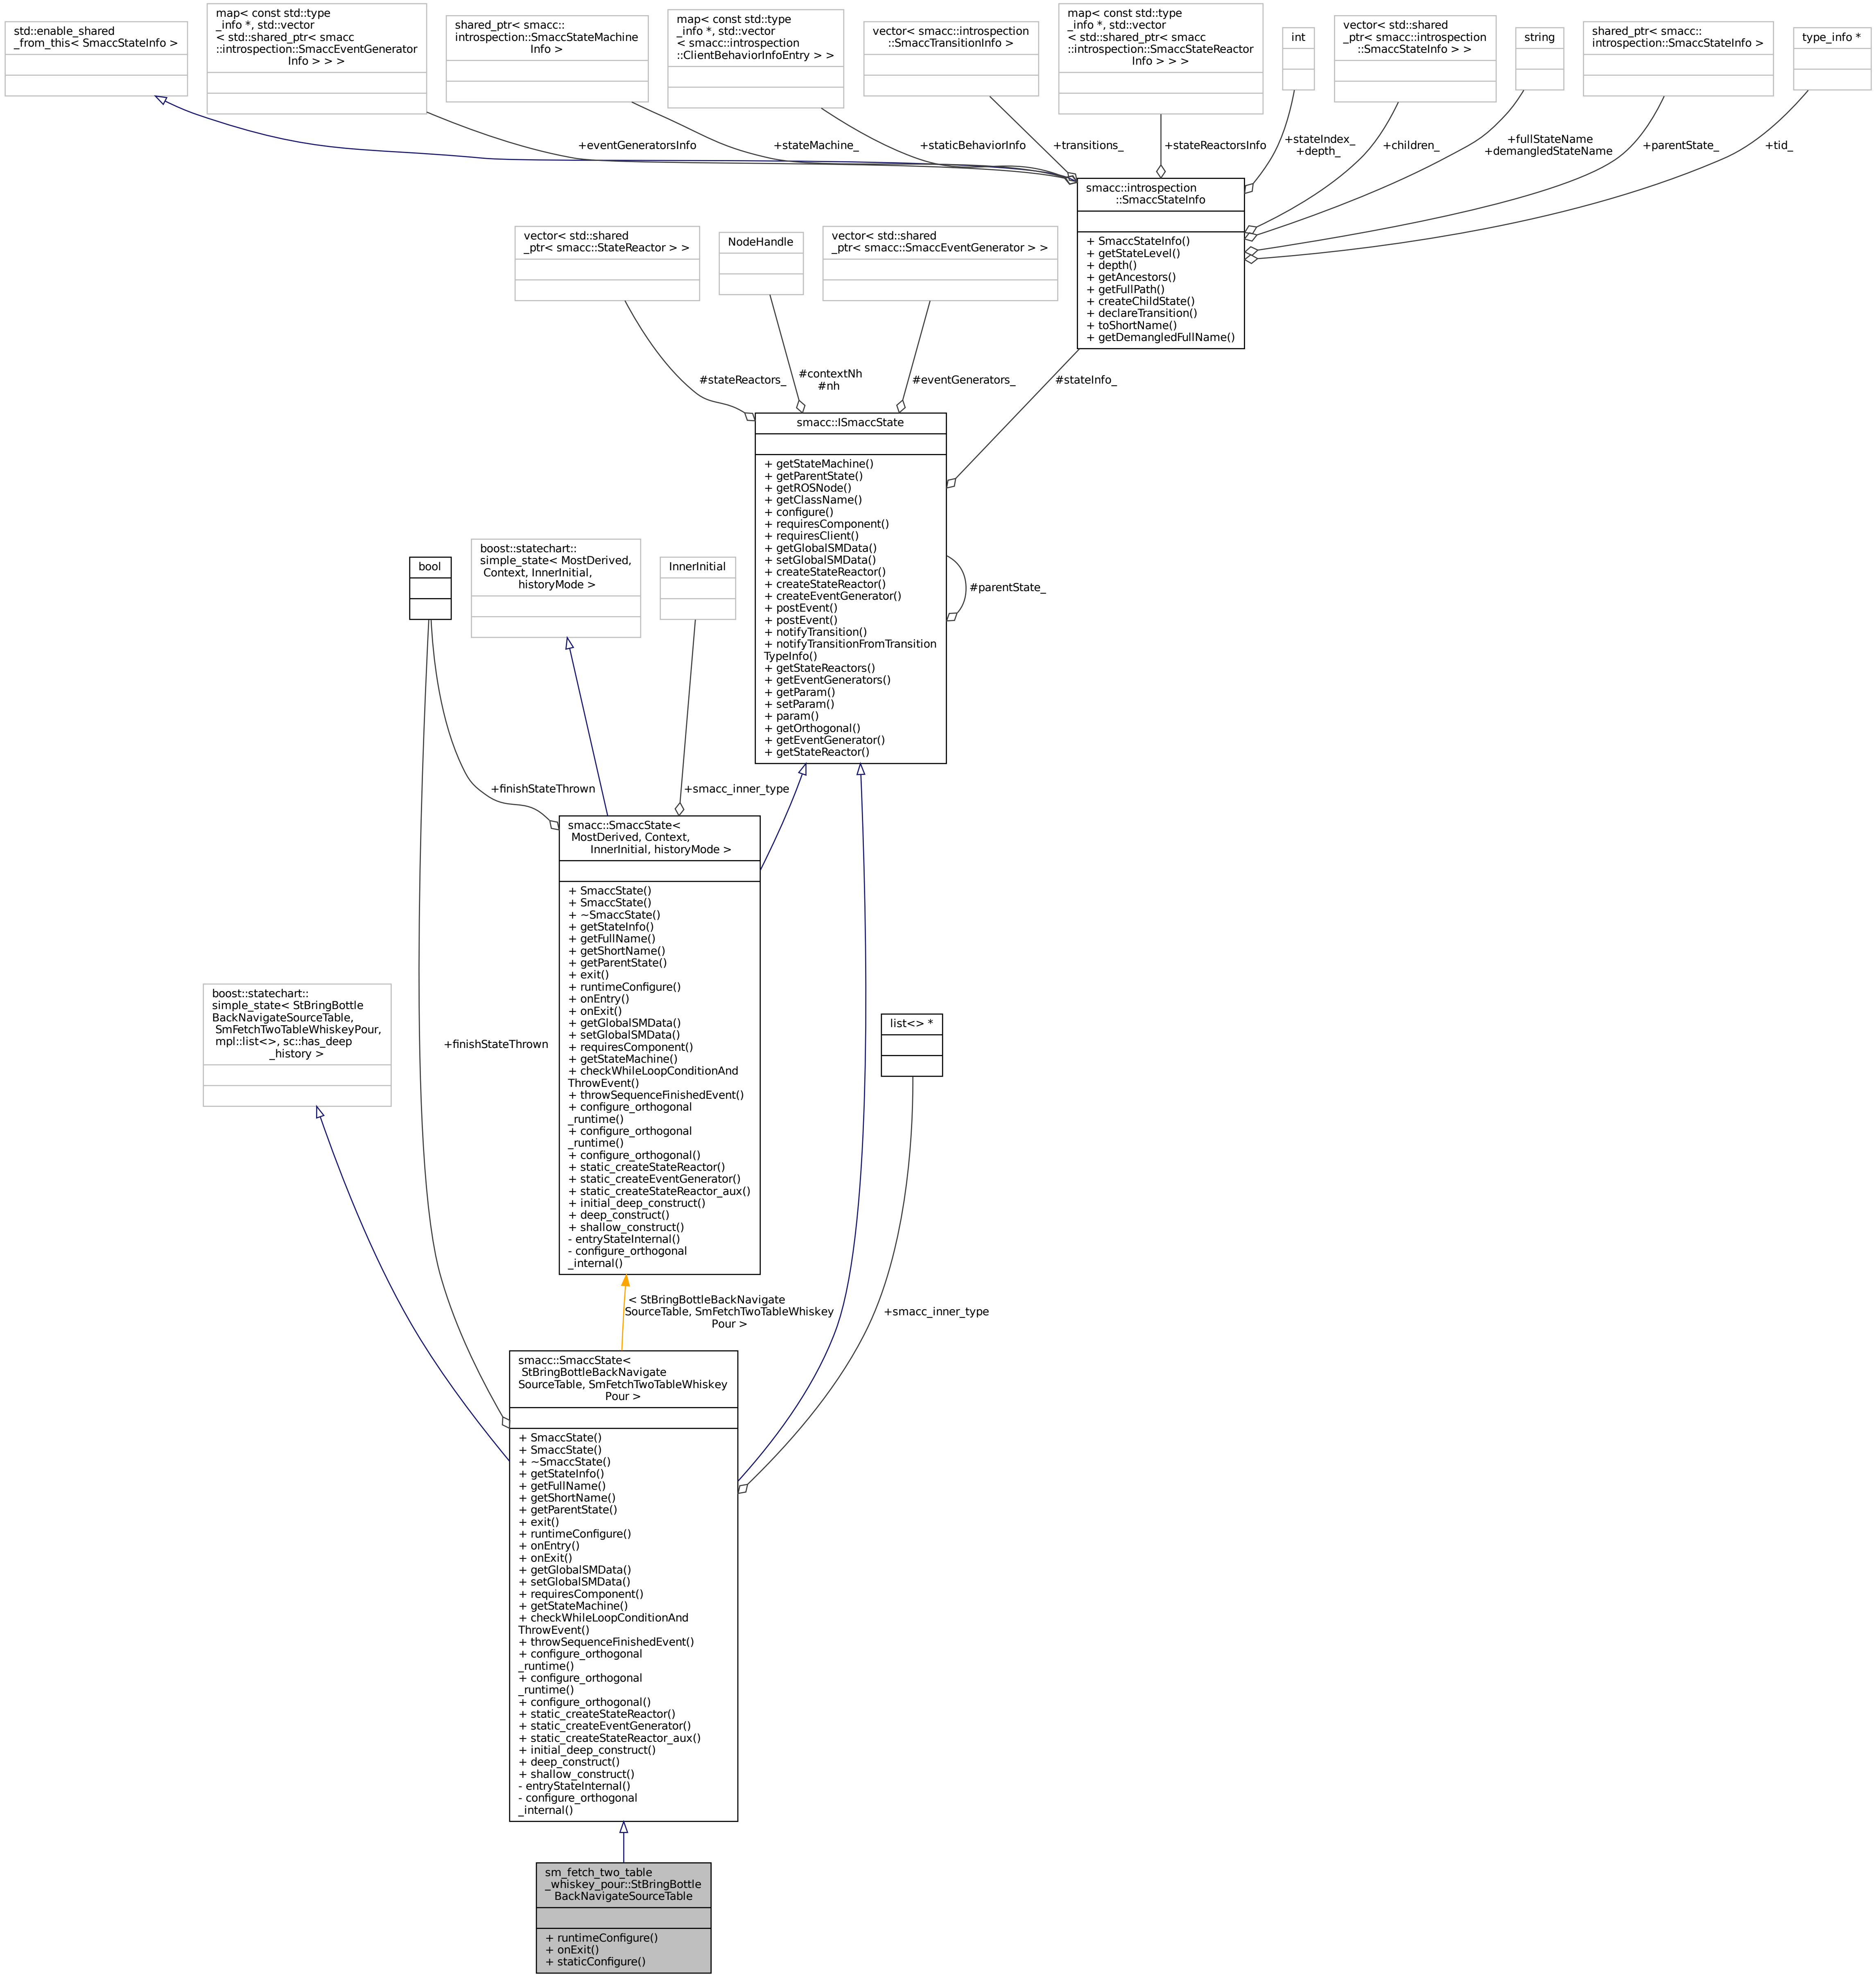 std::enable_shared
_from_this< SmaccStateInfo >
map< const std::type
_info *, std::vector
< std::shared_ptr< smacc
::introspection::SmaccEventGenerator
Info > > >
shared_ptr< smacc::
introspection::SmaccStateMachine
Info >
map< const std::type
_info *, std::vector
< smacc::introspection
::ClientBehaviorInfoEntry > >
vector< smacc::introspection
::SmaccTransitionInfo >
map< const std::type
_info *, std::vector
< std::shared_ptr< smacc
::introspection::SmaccStateReactor
Info > > >
int
vector< std::shared
_ptr< smacc::introspection
::SmaccStateInfo > >
string
shared_ptr< smacc::
introspection::SmaccStateInfo >
type_info *
+eventGeneratorsInfo
+stateMachine_
+staticBehaviorInfo
+transitions_
+stateReactorsInfo
+stateIndex_
+depth_
+children_
+fullStateName
+demangledStateName
+parentState_
+tid_
smacc::introspection
::SmaccStateInfo
+ SmaccStateInfo()
+ getStateLevel()
+ depth()
+ getAncestors()
+ getFullPath()
+ createChildState()
+ declareTransition()
+ toShortName()
+ getDemangledFullName()
vector< std::shared
_ptr< smacc::StateReactor > >
NodeHandle
vector< std::shared
_ptr< smacc::SmaccEventGenerator > >
#stateReactors_
#contextNh
#nh
#eventGenerators_
#stateInfo_
smacc::ISmaccState
+ getStateMachine()
+ getParentState()
+ getROSNode()
+ getClassName()
+ configure()
+ requiresComponent()
+ requiresClient()
+ getGlobalSMData()
+ setGlobalSMData()
+ createStateReactor()
+ createStateReactor()
+ createEventGenerator()
+ postEvent()
+ postEvent()
+ notifyTransition()
+ notifyTransitionFromTransition
TypeInfo()
+ getStateReactors()
+ getEventGenerators()
+ getParam()
+ setParam()
+ param()
+ getOrthogonal()
+ getEventGenerator()
+ getStateReactor()
#parentState_
bool
boost::statechart::
simple_state< MostDerived,
Context, InnerInitial,
historyMode >
InnerInitial
+finishStateThrown
+smacc_inner_type
smacc::SmaccState<
MostDerived, Context,
InnerInitial, historyMode >
+ SmaccState()
+ SmaccState()
+ ~SmaccState()
+ getStateInfo()
+ getFullName()
+ getShortName()
+ getParentState()
+ exit()
+ runtimeConfigure()
+ onEntry()
+ onExit()
+ getGlobalSMData()
+ setGlobalSMData()
+ requiresComponent()
+ getStateMachine()
+ checkWhileLoopConditionAnd
ThrowEvent()
+ throwSequenceFinishedEvent()
+ configure_orthogonal
_runtime()
+ configure_orthogonal
_runtime()
+ configure_orthogonal()
+ static_createStateReactor()
+ static_createEventGenerator()
+ static_createStateReactor_aux()
+ initial_deep_construct()
+ deep_construct()
+ shallow_construct()
- entryStateInternal()
- configure_orthogonal
_internal()
boost::statechart::
simple_state< StBringBottle
BackNavigateSourceTable,
SmFetchTwoTableWhiskeyPour,
mpl::list<>, sc::has_deep
_history >
+finishStateThrown
list<> *
< StBringBottleBackNavigate
SourceTable, SmFetchTwoTableWhiskey
Pour >
+smacc_inner_type
smacc::SmaccState<
StBringBottleBackNavigate
SourceTable, SmFetchTwoTableWhiskey
Pour >
+ SmaccState()
+ SmaccState()
+ ~SmaccState()
+ getStateInfo()
+ getFullName()
+ getShortName()
+ getParentState()
+ exit()
+ runtimeConfigure()
+ onEntry()
+ onExit()
+ getGlobalSMData()
+ setGlobalSMData()
+ requiresComponent()
+ getStateMachine()
+ checkWhileLoopConditionAnd
ThrowEvent()
+ throwSequenceFinishedEvent()
+ configure_orthogonal
_runtime()
+ configure_orthogonal
_runtime()
+ configure_orthogonal()
+ static_createStateReactor()
+ static_createEventGenerator()
+ static_createStateReactor_aux()
+ initial_deep_construct()
+ deep_construct()
+ shallow_construct()
- entryStateInternal()
- configure_orthogonal
_internal()
sm_fetch_two_table
_whiskey_pour::StBringBottle
BackNavigateSourceTable
+ runtimeConfigure()
+ onExit()
+ staticConfigure()